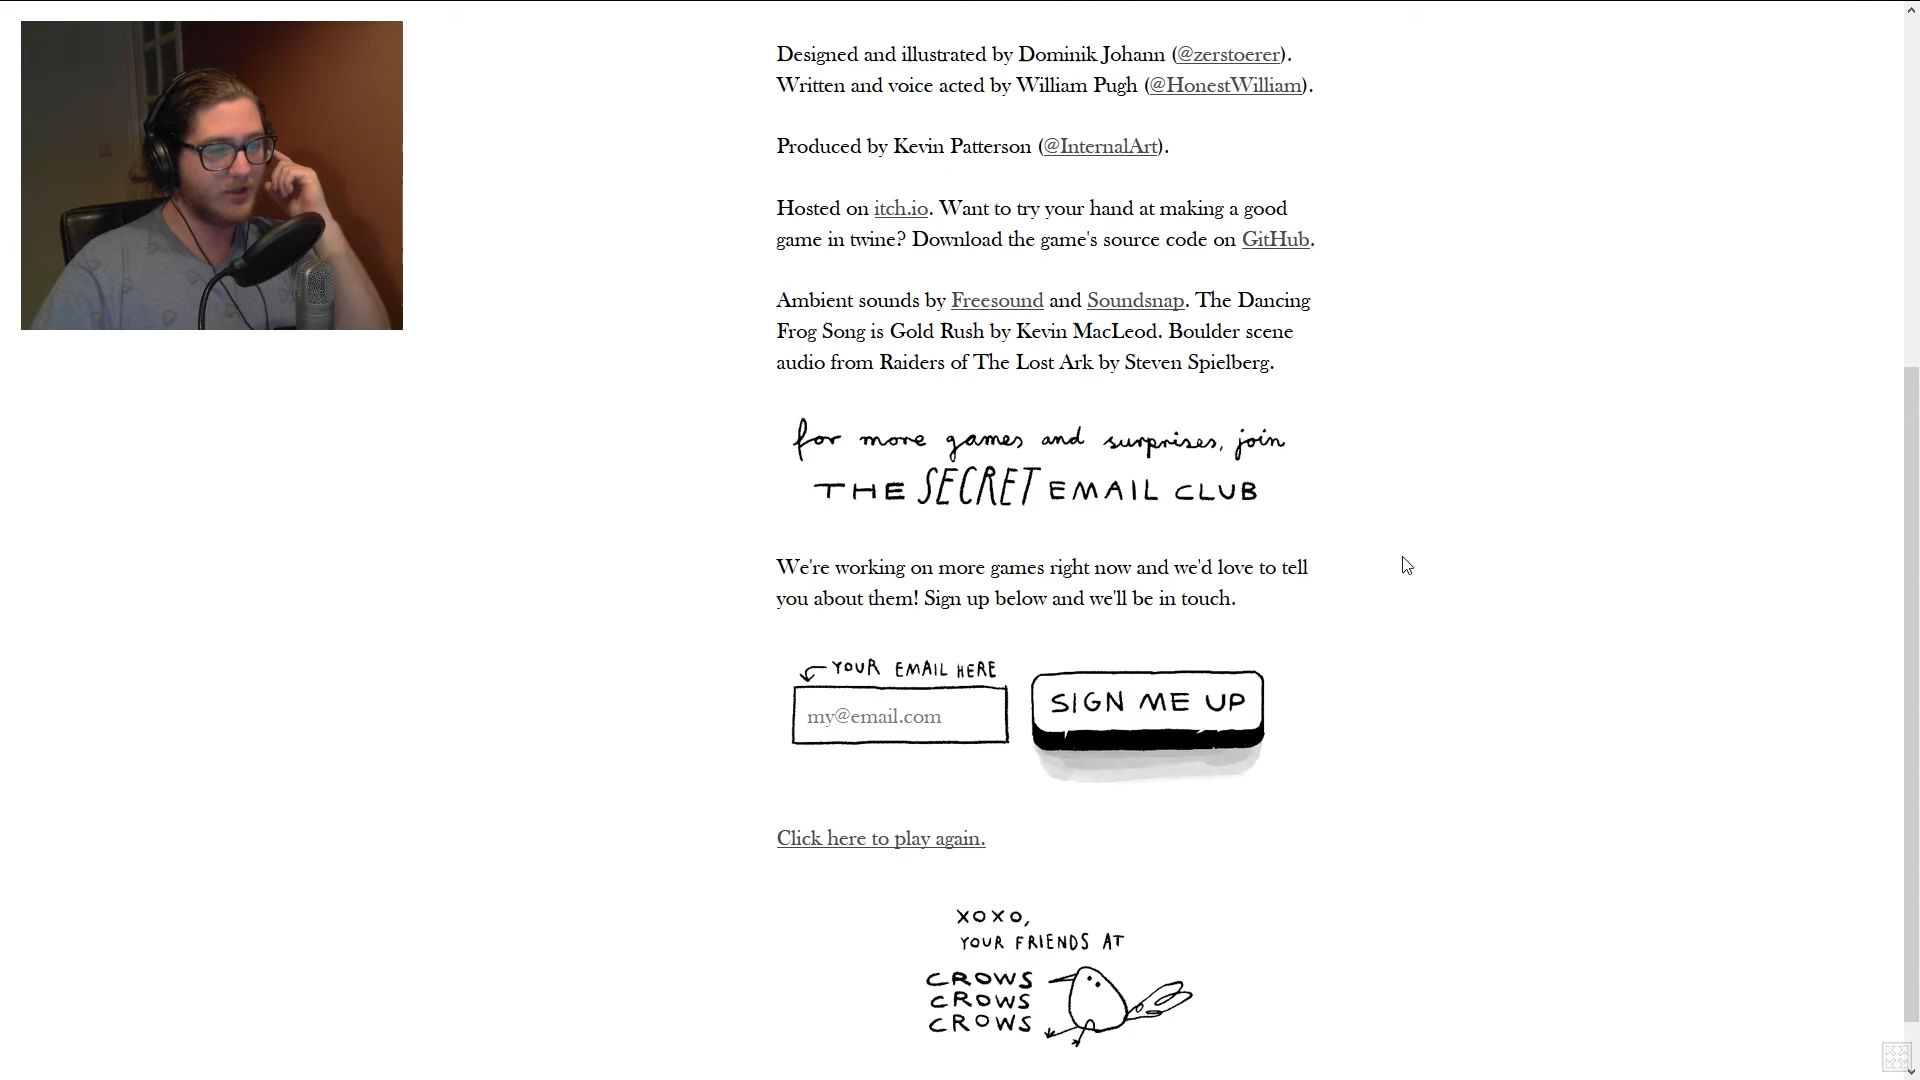 Designed and illustrated by Dominik Johann (@zerstoerer).
Written and voice acted by William Pugh (@HonestWilliam).
Produced by Kevin Patterson (@InternalArt).
Hosted on itch.io. Want to try your hand at making a good
game in twine? Download the game's source code on GitHub.
Ambient sounds by Freesound and Soundsnap. The Dancing
Frog Song is Gold Rush by Kevin MacLeod. Boulder scene
audio from Raiders of The Lost Ark by Steven Spielberg.
for more games and surprises, join
THE SECRET EMAIL CLUB
We're working on more games right now and we'd love to tell
you about them! Sign up below and we'll be in touch.
YOUR EMAIL HERE
my@email.com
SIGN ME UP
Click here to play again.
XOXO,
YOUR FRIENDS AT
CROWS
CROWS
CROWS